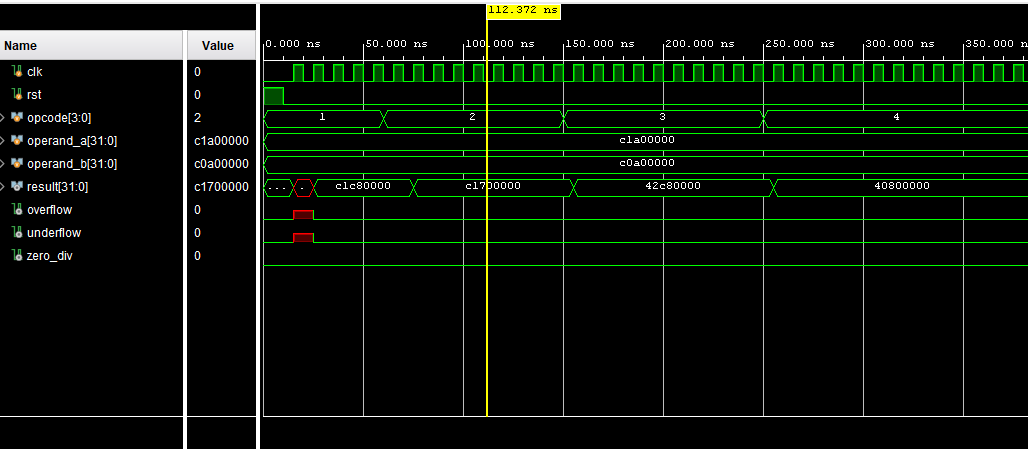 112.372 ns
Name Value 0.000 ns 50.000 ns 100.000 ns 150.000 ns 200.000 ns 250.000 ns 300.000 ns 350.000
clk 0
rst 0
opcode[3:0] 2 1 2 3 4
operand_a[31:0] c1a00000 c1a00000
operand_b[31:0] c0a00000 c0a00000
result[31:0] c1700000 ... . c1c80000 c1700000 42c80000 40800000
overflow 0
underflow 0
zero_div 0